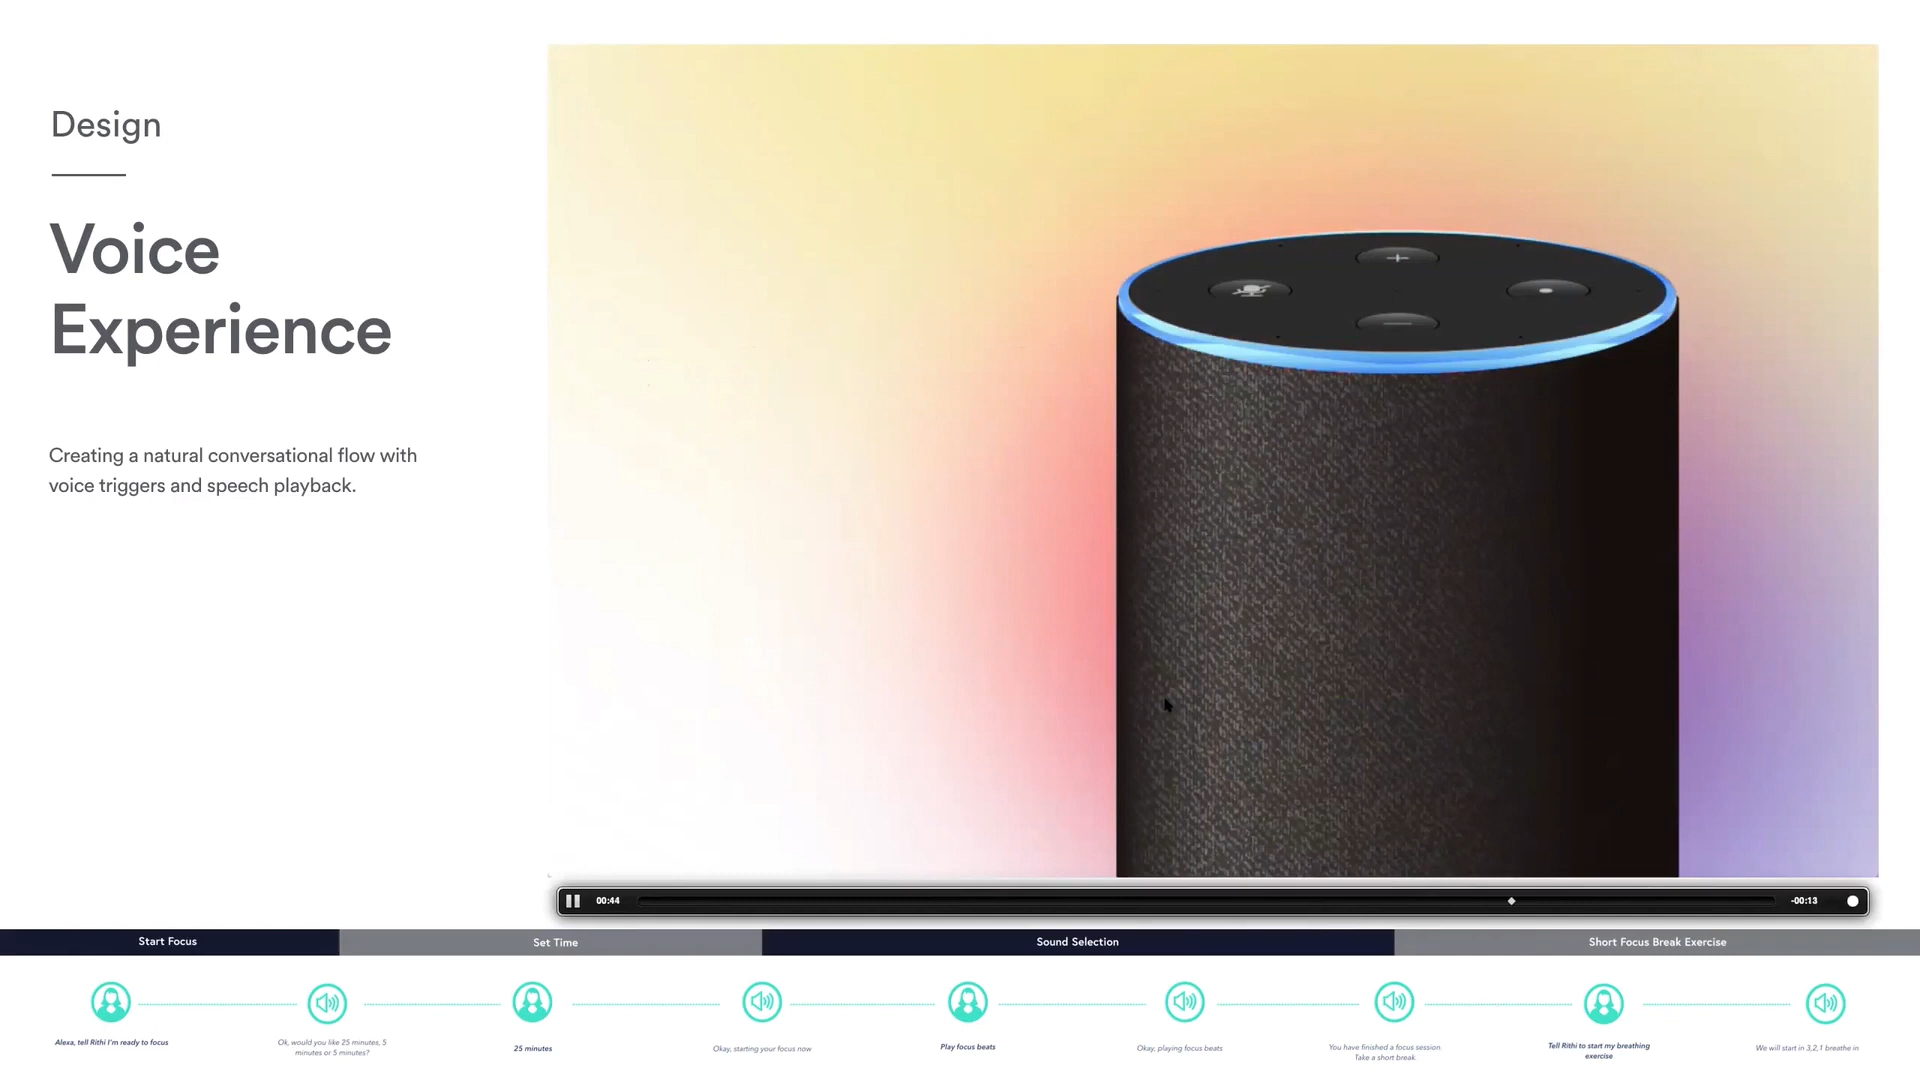 Design
Voice
Experience
Creating a natural conversational flow with
voice triggers and speech playback.
00:44
-00:13
Start Focus
Set Time
Sound Selection
Short Focus Break Exercise
Alexa, tell Rithi I'm ready to focus
Ok, would you like 25 minutes, 5
minutes or 5 minutes?
25 minutes
Okay, starting your focus now
Play focus beats
Okay, playing focus beats
You have finished a focus session.
Take a short break.
Tell Rithi to start my breathing
exercise
We will start in 3,2,1 breathe in